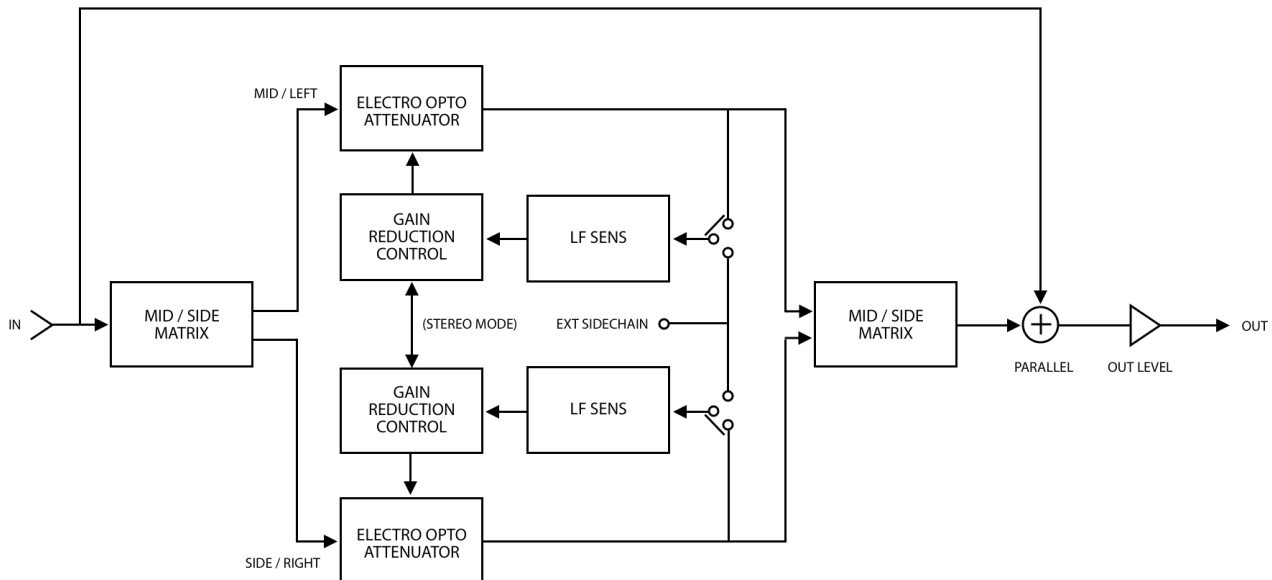 MID / LEFT
ELECTRO OPTO
ATTENUATOR
GAIN
REDUCTION
CONTROL
LF SENS
IN
MID / SIDE
MATRIX
(STEREO MODE)
EXT SIDECHAIN
MID / SIDE
MATRIX
OUT
PARALLEL
OUT LEVEL
GAIN
REDUCTION
CONTROL
LF SENS
ELECTRO OPTO
ATTENUATOR
SIDE / RIGHT